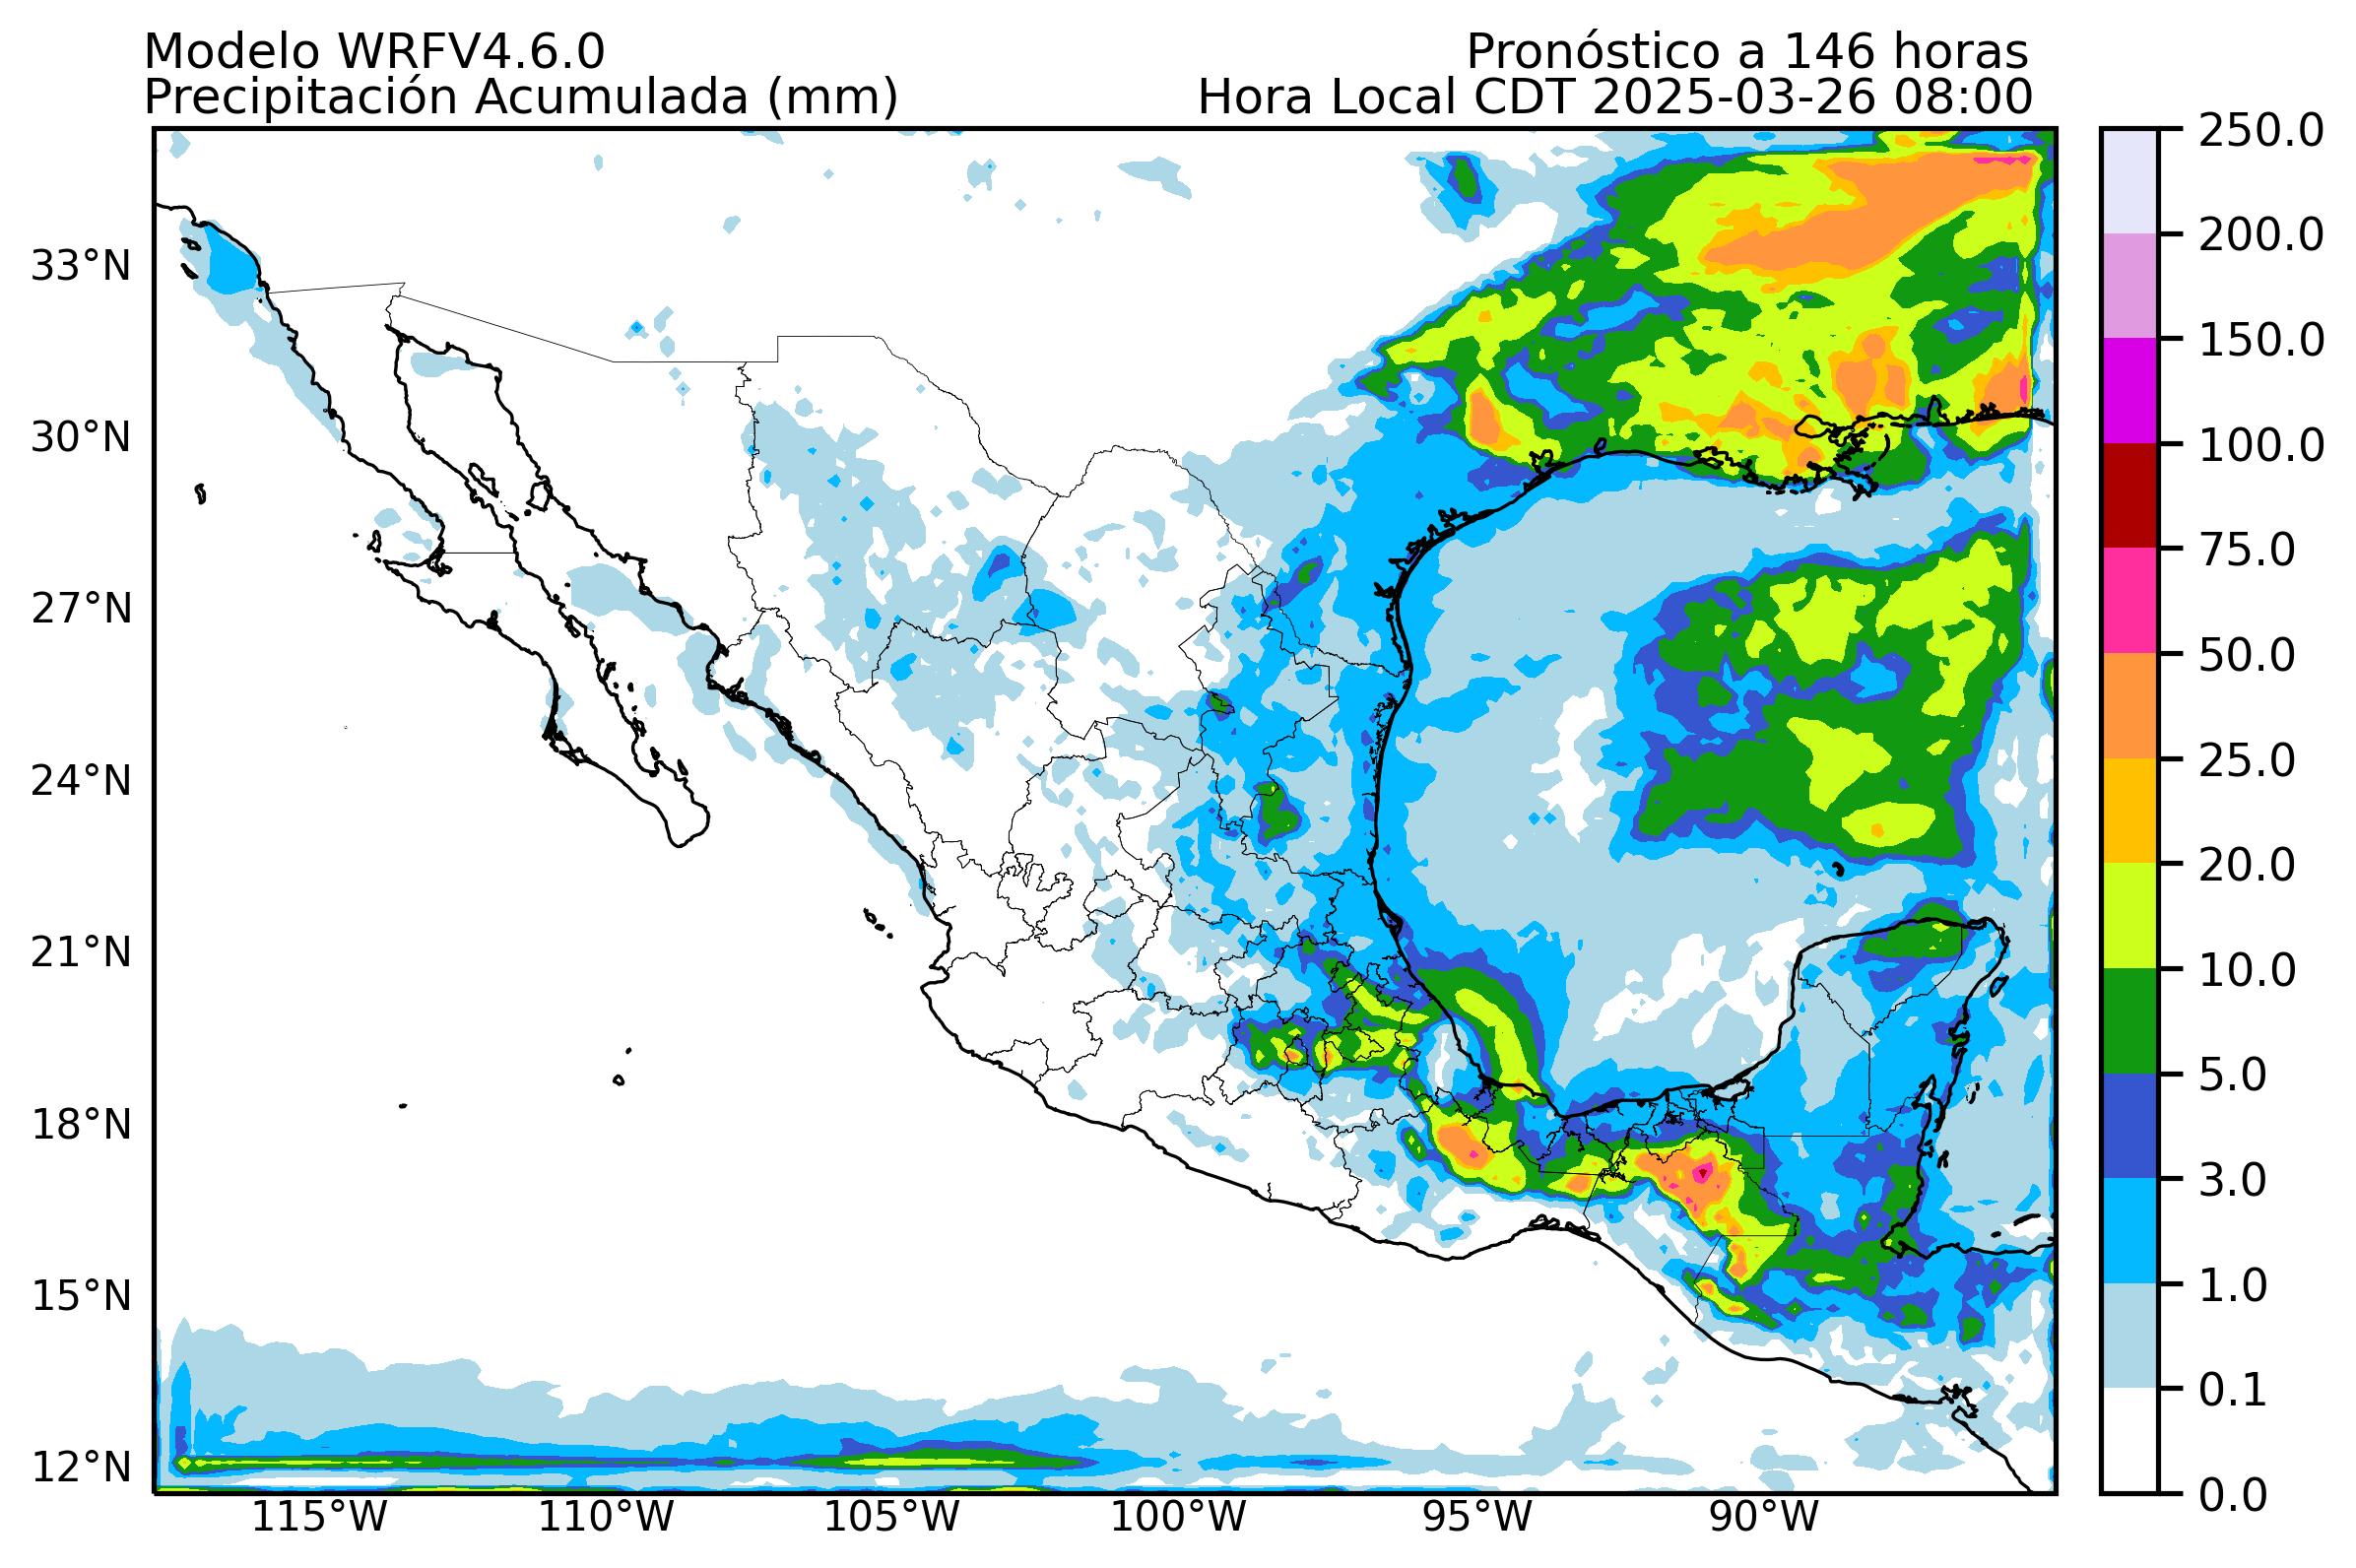 Modelo WRFV4.6.0
Pronóstico a 146 horas
Precipitación Acumulada (mm)
Hora Local CDT 2025-03-26 08:00
250.0
200.0
150.0
100.0
75.0
50.0
25.0
20.0
10.0
5.0
3.0
1.0
0.1
0.0
33°N
30°N
27°N
24°N
21°N
18°N
15°N
12°N
115°W
110°W
105°W
100°W
95°W
90°W